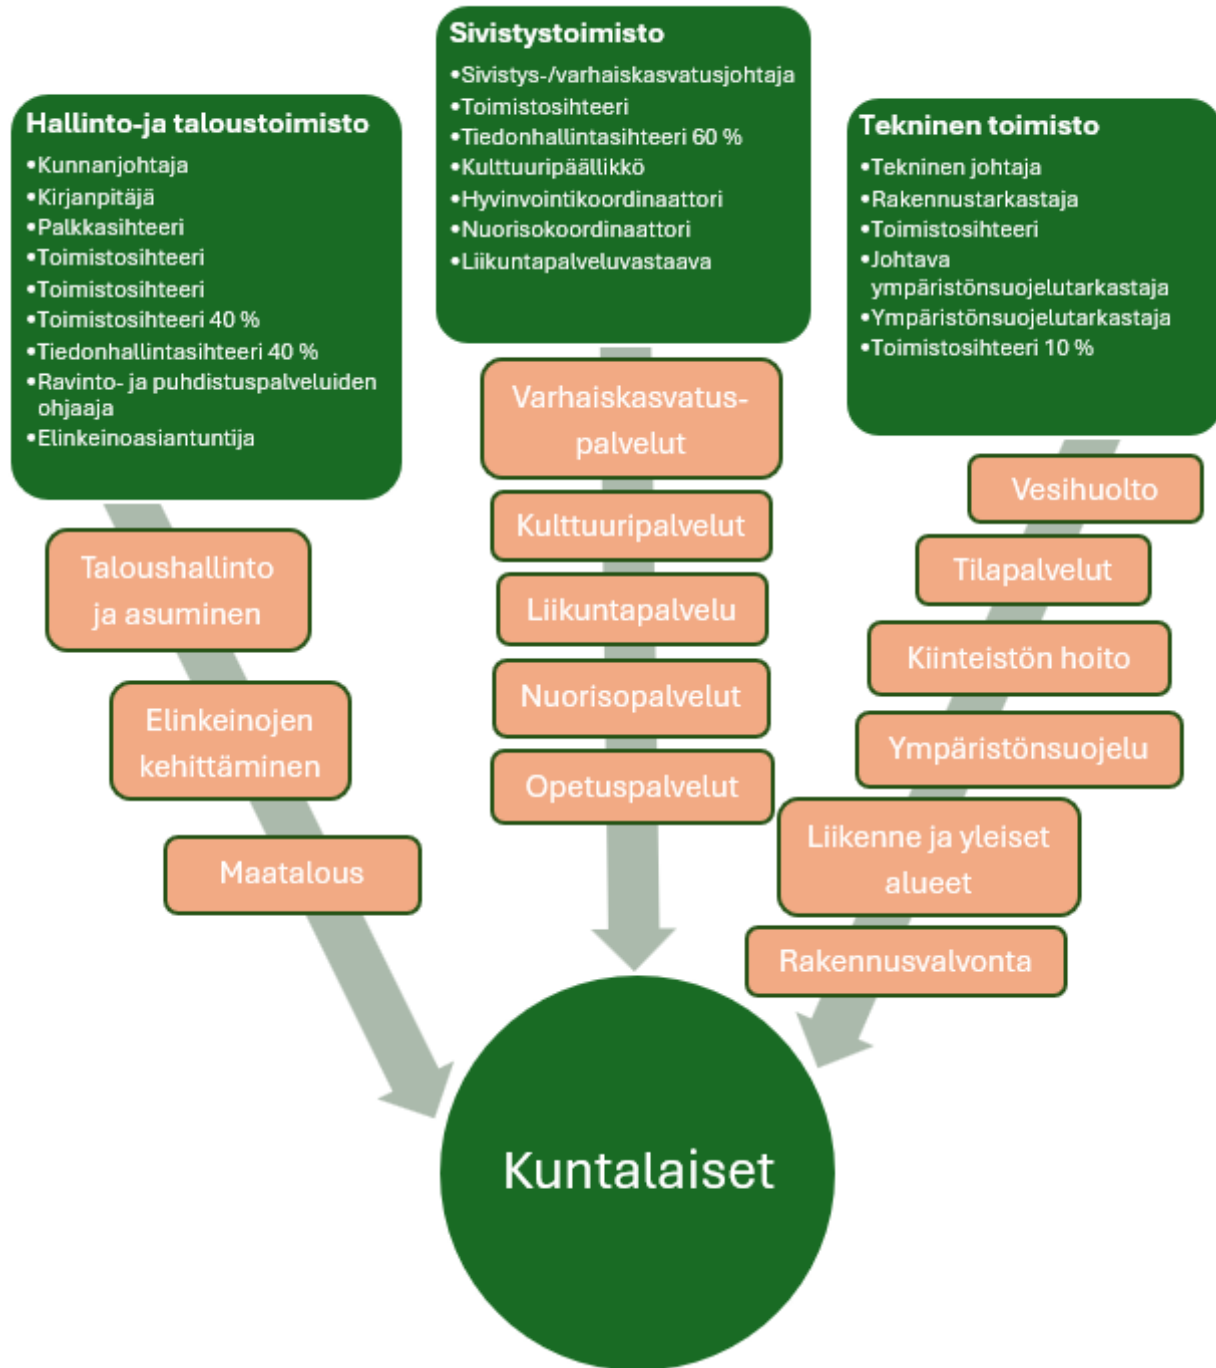 Hallinto-ja taloustoimisto
•Kunnanjohtaja
•Kirjanpitäjä
•Palkkasihteeri
•Toimistosihteeri
•Toimistosihteeri
•Toimistosihteeri 40 %
•Tiedonhallintasihteeri 40 %
•Ravinto- ja puhdistuspalveluiden
ohjaaja
•Elinkeinoasiantuntija
Taloushallinto
ja asuminen
Elinkeinojen
kehittäminen
Maatalous
Sivistystoimisto
•Sivistys-/varhaiskasvatusjohtaja
•Toimistosihteeri
•Tiedonhallintasihteeri 60 %
•Kulttuuripäällikkö
•Hyvinvointikoordinaattori
•Nuorisokoordinaattori
•Liikuntapalveluvastaava
Varhaiskasvatus-
palvelut
Kulttuuripalvelut
Liikuntapalvelu
Nuorisopalvelut
Opetuspalvelut
Tekninen toimisto
•Tekninen johtaja
•Rakennustarkastaja
•Toimistosihteeri
•Johtava
ympäristönsuojelutarkastaja
•Ympäristönsuojelutarkastaja
•Toimistosihteeri 10 %
Vesihuolto
Tilapalvelut
Kiinteistön hoito
Ympäristönsuojelu
Liikenne ja yleiset
alueet
Rakennusvalvonta
Kuntalaiset